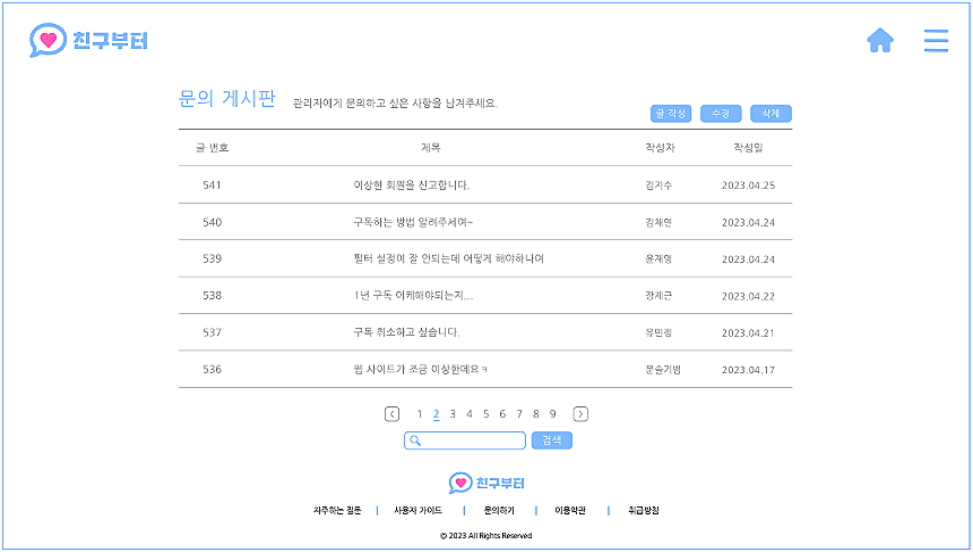 친구부터
문의 게시판 관리자에게 문의하고 싶은 사항을 남겨주세요.
글 작성 수정 삭제
글 번호 제목 작성자 작성일
541 이상한 회원을 신고합니다. 김지수 2023.04.25
540 구독하는 방법 알려주세여~ 김채연 2023.04.24
539 필터 설정이 잘 안되는데 어떻게 해야하나여 2023.04.24
538 1년 구독 어케해야되는지... 2023.04.22
537 구독 취소하고 싶습니다. 2023.04.21
536 웹 사이트가 조금 이상한데요ㅋ 문슬기범 2023.04.17
< 1 2 3 4 5 6 7 8 9 >
검색
친구부터
자주하는 질문 | 사용자 가이드 | 문의하기 | 이용약관 | 취급방침
© 2023 All Rights Reserved